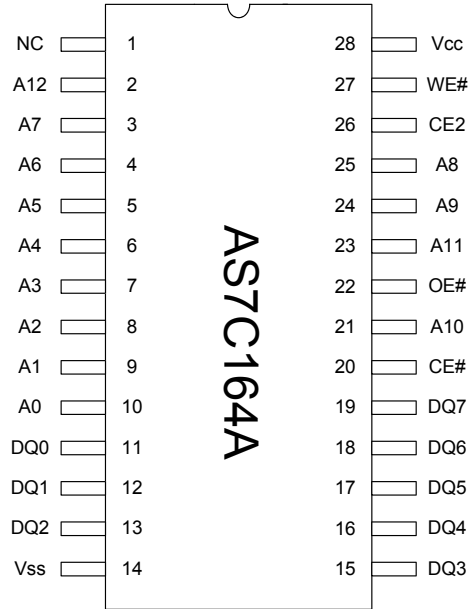 NC 1 28 Vcc
A12 2 27 WE#
A7 3 26 CE2
A6 4 25 A8
A5 5 24 A9
A4 6 23 A11
A3 7 22 OE#
A2 8 21 A10
A1 9 20 CE#
A0 10 19 DQ7
DQ0 11 18 DQ6
DQ1 12 17 DQ5
DQ2 13 16 DQ4
Vss 14 15 DQ3
AS7C164A